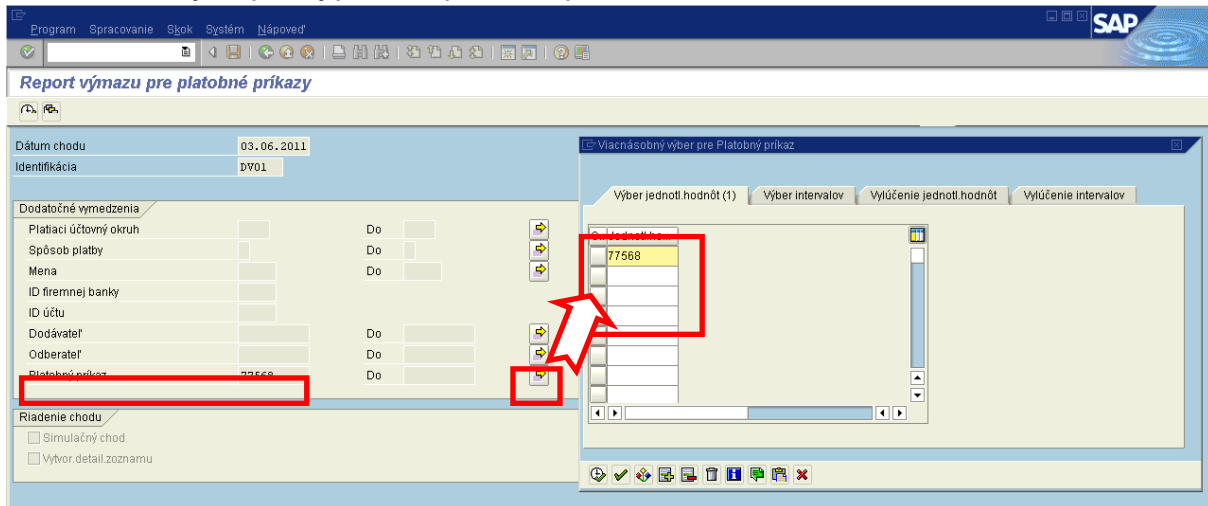 Program Spracovanie Skok Systém Nápoveď
SAP
Report výmazu pre platobné príkazy
Dátum chodu 03.06.2011
Identifikácia DV01
Dodatočné vymedzenia
Platiaci účtovný okruh Do
Spôsob platby Do
Mena Do
ID firemnej banky
ID účtu
Dodávateľ Do
Odberateľ Do
Platobný príkaz 77568 Do
Riadenie chodu
Simulačný chod
Vytvor.detail.zoznamu
Viacnásobný výber pre Platobný príkaz
Výber jednotl.hodnôt (1) Výber intervalov Vylúčenie jednotl.hodnôt Vylúčenie intervalov
Jednotl.ho...
77568